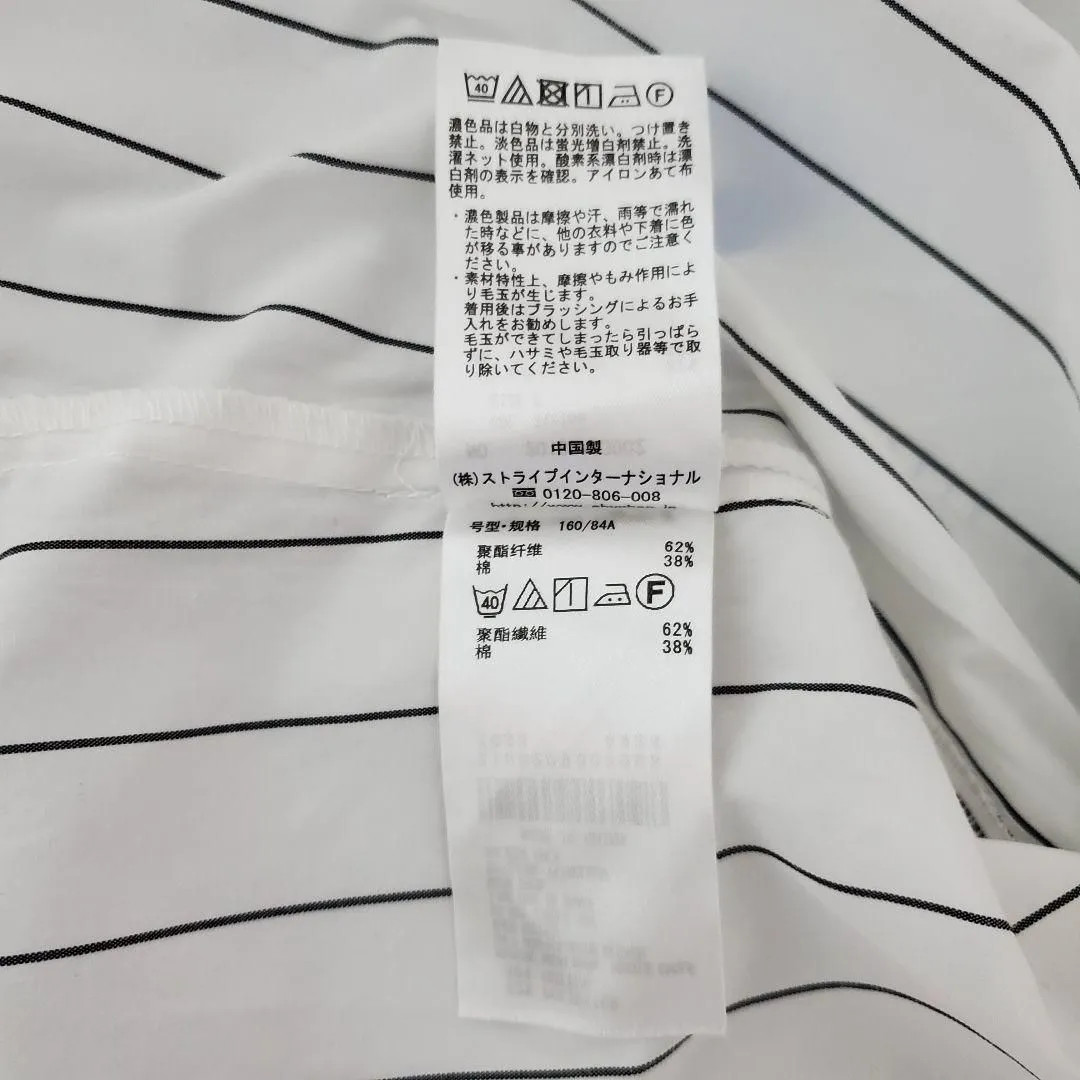 40 F
濃色品は白物と分別洗い。つけ置き
禁止。淡色品は蛍光増白剤禁止。洗
濯ネット使用。酸素系漂白剤時は漂
白剤の表示を確認。アイロンあて布
使用。
・濃色製品は摩擦や汗、雨等で濡れ
た時などに、他の衣料や下着に色
が移る事がありますのでご注意く
ださい。
・素材特性上、摩擦やもみ作用によ
り毛玉が生じます。
着用後はブラッシングによるお手
入れをお勧めします。
毛玉ができてしまったら引っぱら
ずに、ハサミや毛玉取り器等で取
り除いてください。
中国製
(株)ストライプインターナショナル
0120-806-008
号型·规格 160/84A
聚酯纤维 62%
棉 38%
40 F
聚酯纖維 62%
棉 38%